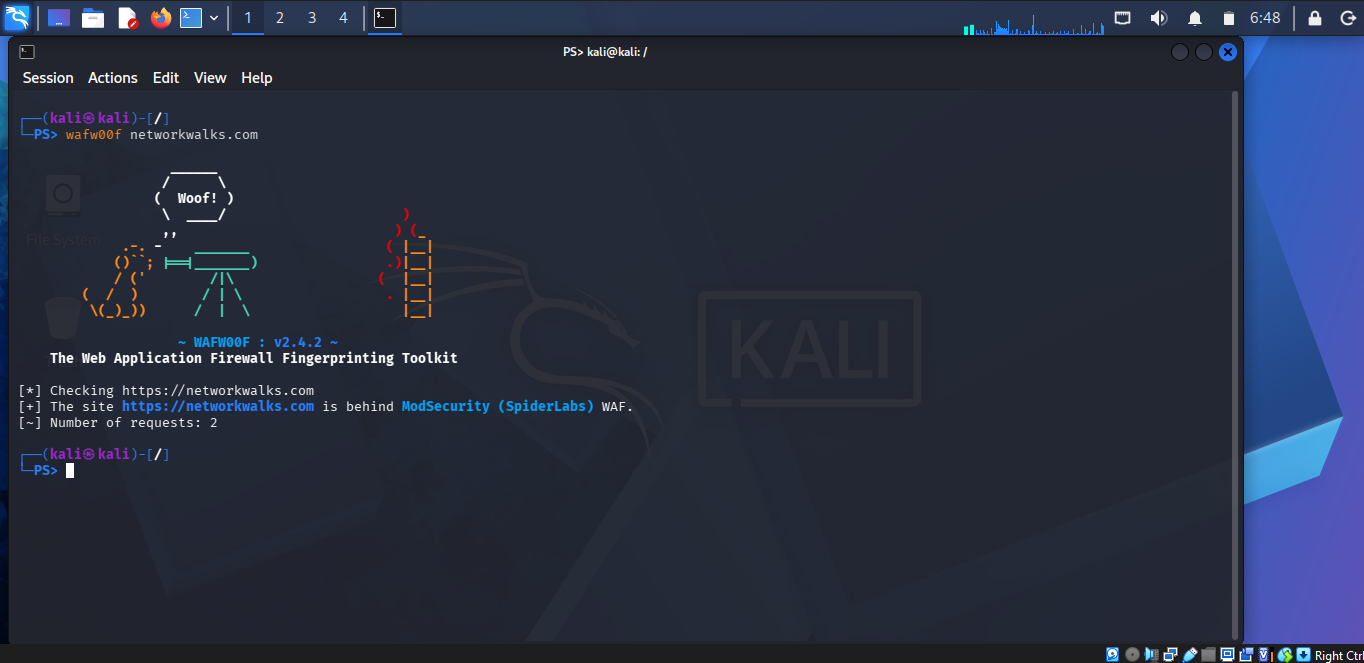 1 2 3 4 6:48
PS> kali@kali: /
Session Actions Edit View Help
┌──(kali㉿kali)-[/]
└─PS> wafw00f networkwalks.com
Woof!
File System
~ WAFW00F : v2.4.2 ~
The Web Application Firewall Fingerprinting Toolkit
[*] Checking https://networkwalks.com
[+] The site https://networkwalks.com is behind ModSecurity (SpiderLabs) WAF.
[~] Number of requests: 2
┌──(kali㉿kali)-[/]
└─PS>
KALI
Right Ctrl